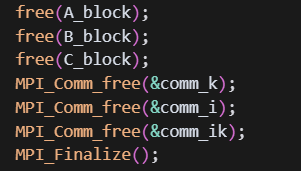 free(A_block);
free(B_block);
free(C_block);
MPI_Comm_free(&comm_k);
MPI_Comm_free(&comm_i);
MPI_Comm_free(&comm_ik);
MPI_Finalize();